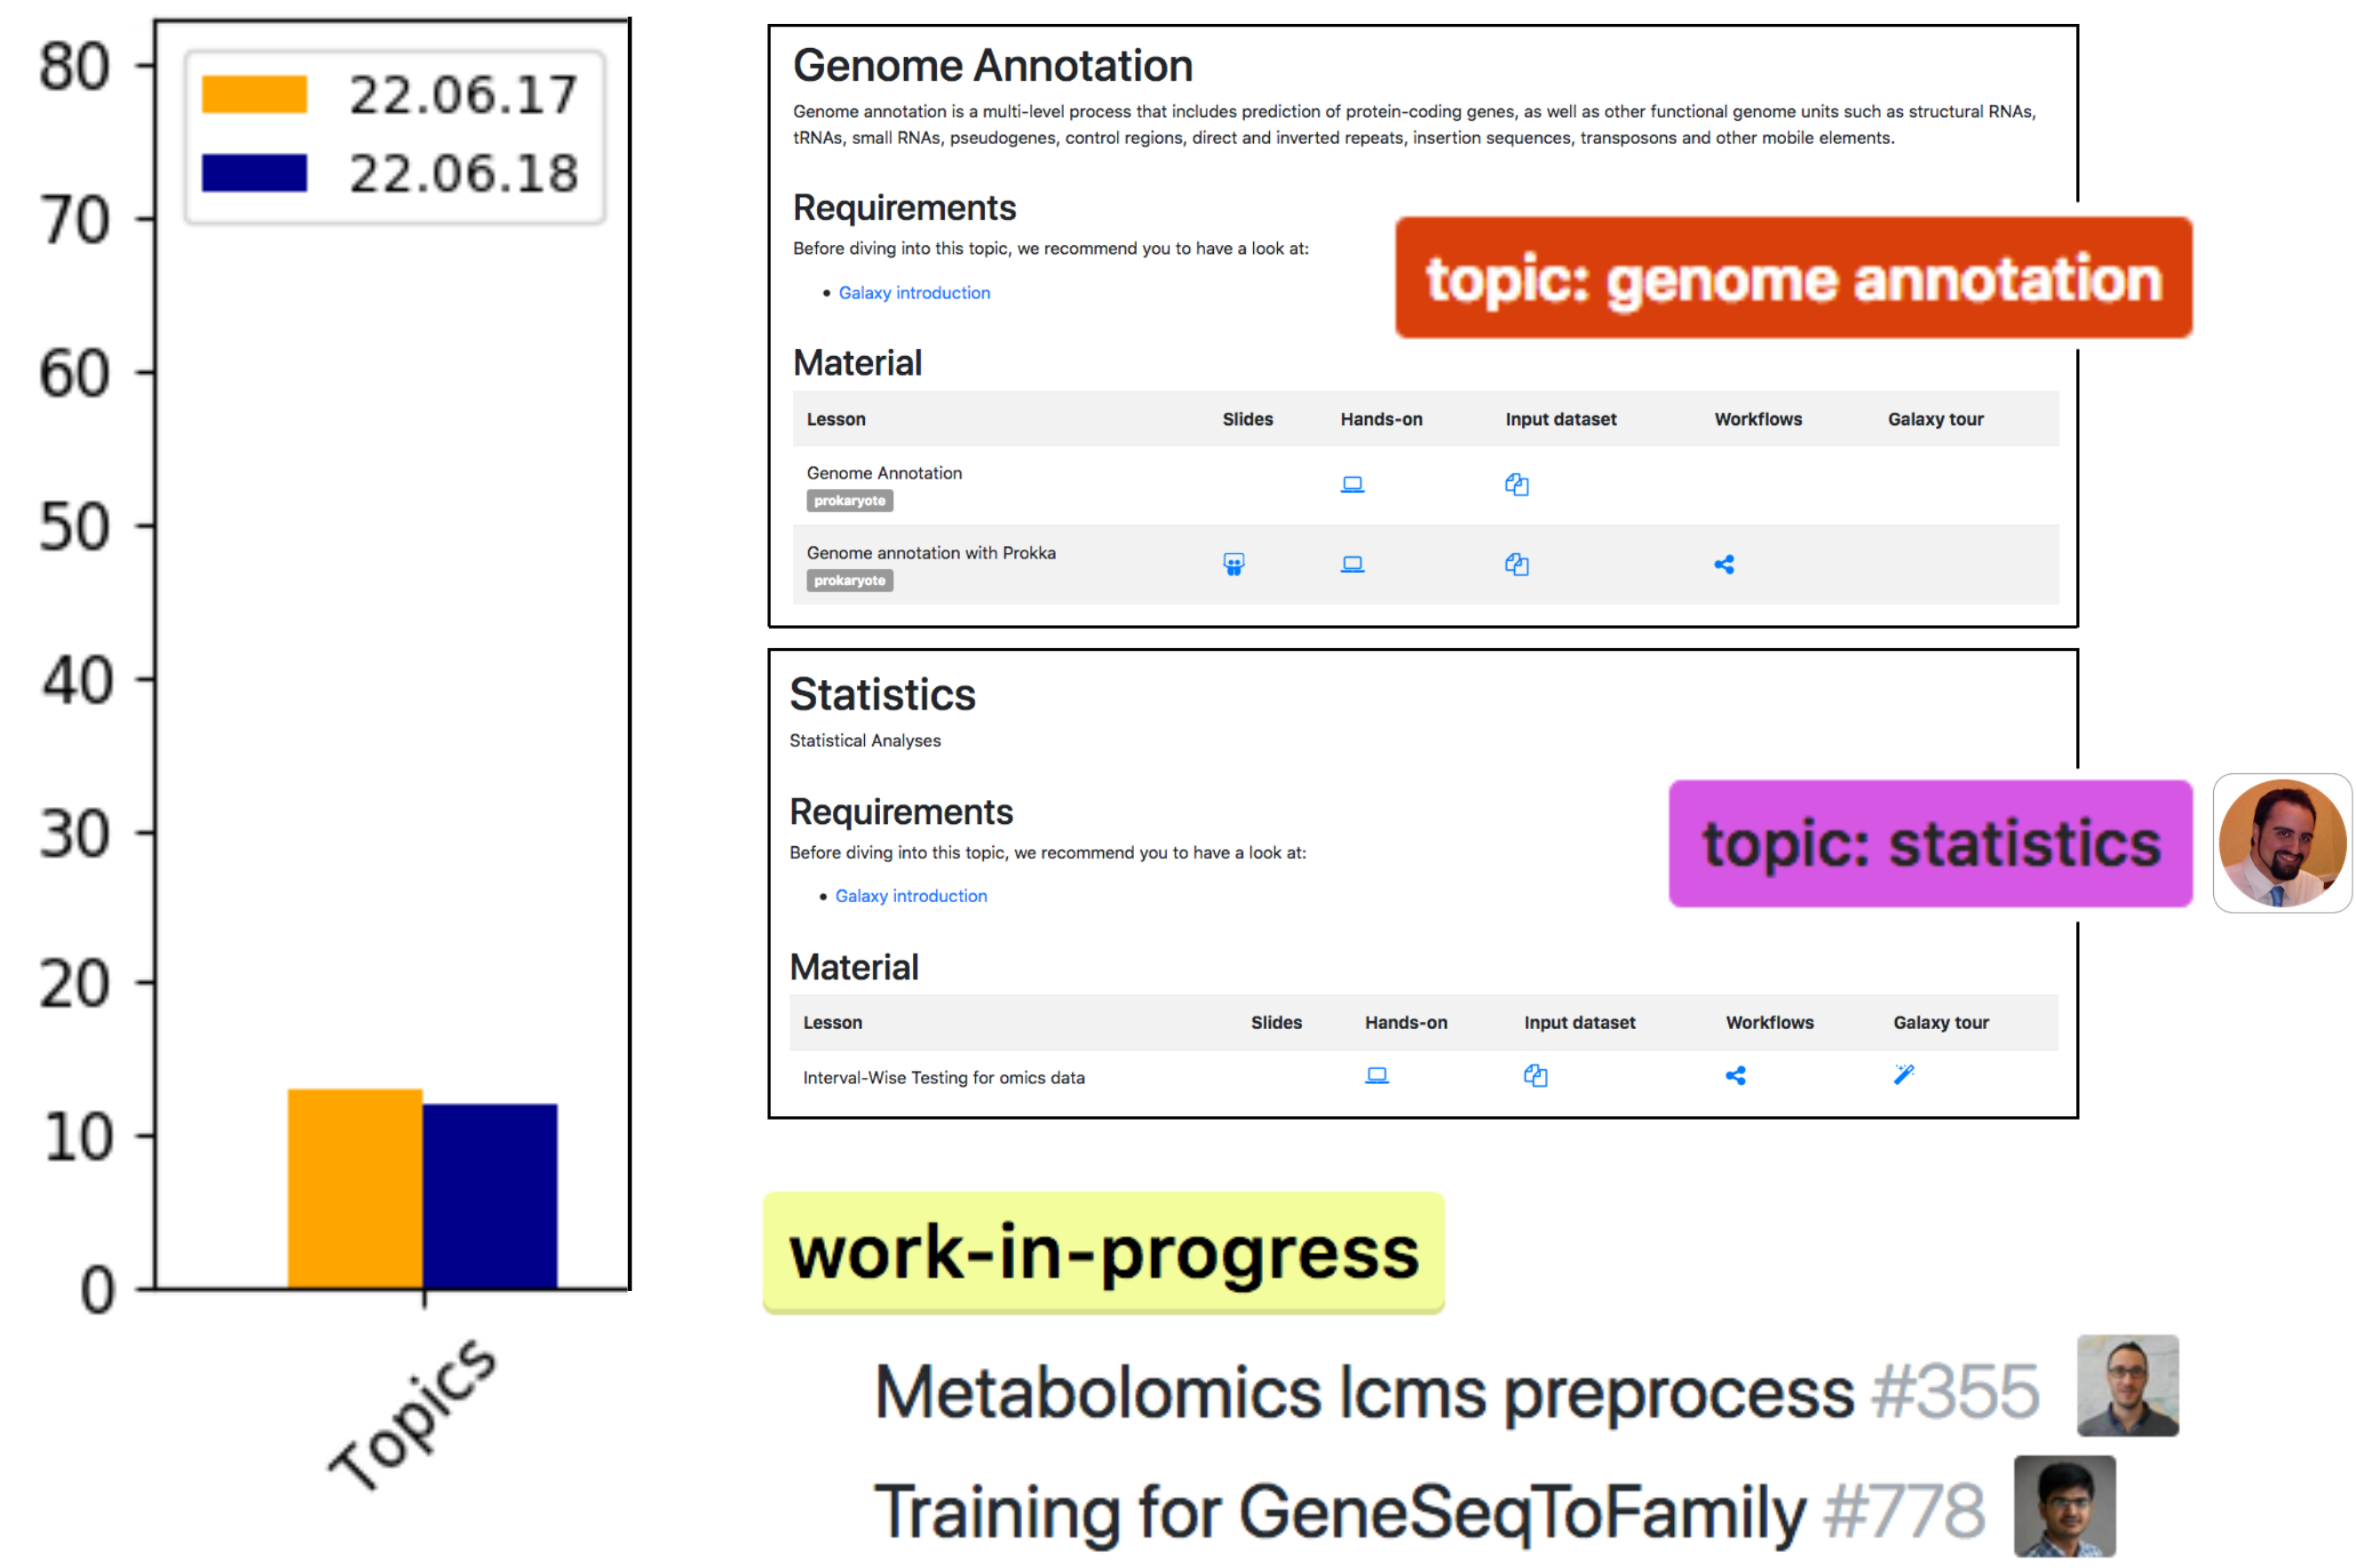 80
70
60
50
40
30
20
10
0
22.06.17
22.06.18
Topics
Genome Annotation
Genome annotation is a multi-level process that includes prediction of protein-coding genes, as well as other functional genome units such as structural RNAs,
tRNAs, small RNAs, pseudogenes, control regions, direct and inverted repeats, insertion sequences, transposons and other mobile elements.
Requirements
Before diving into this topic, we recommend you to have a look at:
• Galaxy introduction
topic: genome annotation
Material
Lesson Slides Hands-on Input dataset Workflows Galaxy tour
Genome Annotation
prokaryote
Genome annotation with Prokka
prokaryote
Statistics
Statistical Analyses
Requirements
Before diving into this topic, we recommend you to have a look at:
• Galaxy introduction
topic: statistics
Material
Lesson Slides Hands-on Input dataset Workflows Galaxy tour
Interval-Wise Testing for omics data
work-in-progress
Metabolomics lcms preprocess #355
Training for GeneSeqToFamily #778